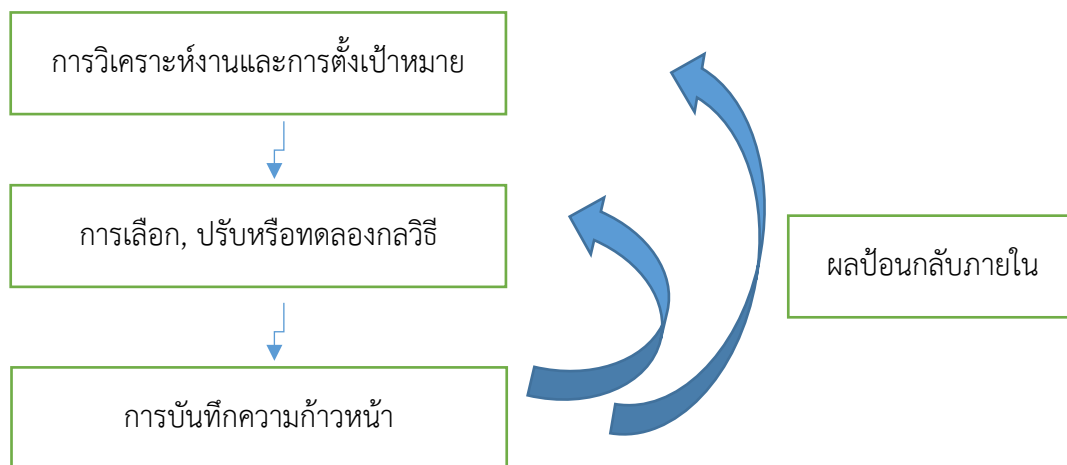 การวิเคราะห์งานและการตั้งเป้าหมาย
การเลือก, ปรับหรือทดลองกลวิธี
ผลป้อนกลับภายใน
การบันทึกความก้าวหน้า